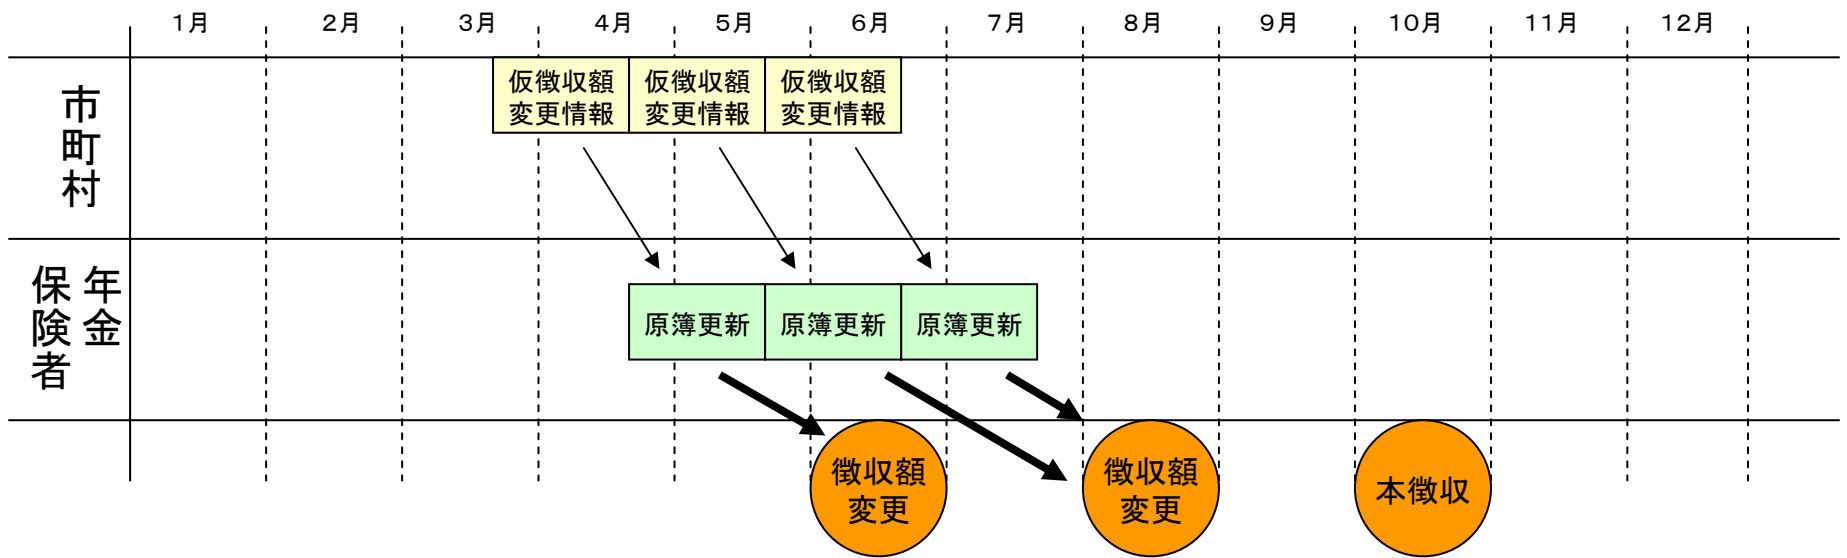 1月 2月 3月 4月 5月 6月 7月 8月 9月 10月 11月 12月
市町村
仮徴収額
変更情報
仮徴収額
変更情報
仮徴収額
変更情報
年金
保険者
原簿更新
原簿更新
原簿更新
徴収額
変更
徴収額
変更
本徴収